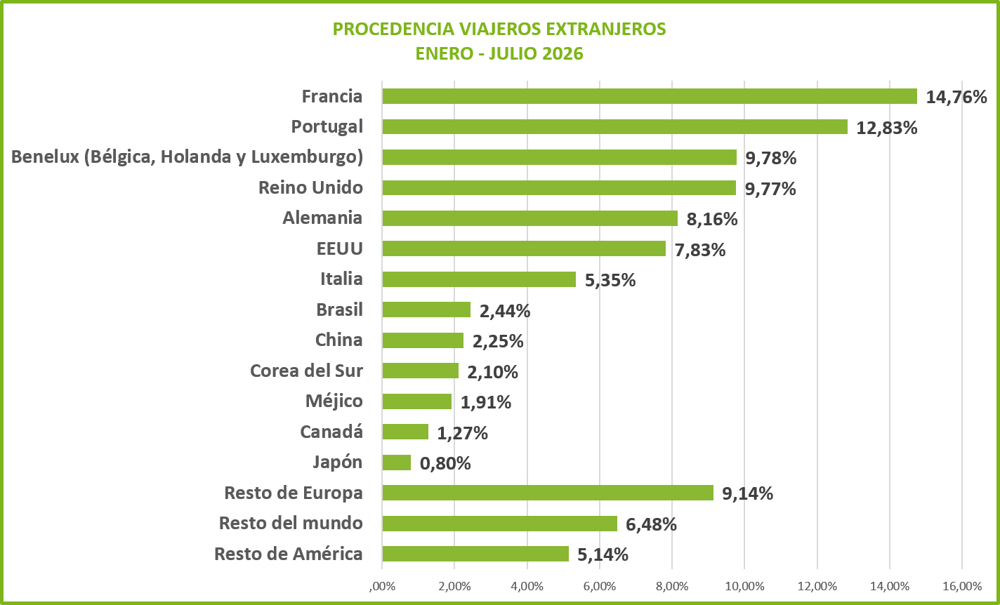 PROCEDENCIA VIAJEROS EXTRANJEROS
ENERO - JULIO 2026
Francia 14,76%
Portugal 12,83%
Benelux (Bélgica, Holanda y Luxemburgo) 9,78%
Reino Unido 9,77%
Alemania 8,16%
EEUU 7,83%
Italia 5,35%
Brasil 2,44%
China 2,25%
Corea del Sur 2,10%
Méjico 1,91%
Canadá 1,27%
Japón 0,80%
Resto de Europa 9,14%
Resto del mundo 6,48%
Resto de América 5,14%
,00% 2,00% 4,00% 6,00% 8,00% 10,00% 12,00% 14,00% 16,00%